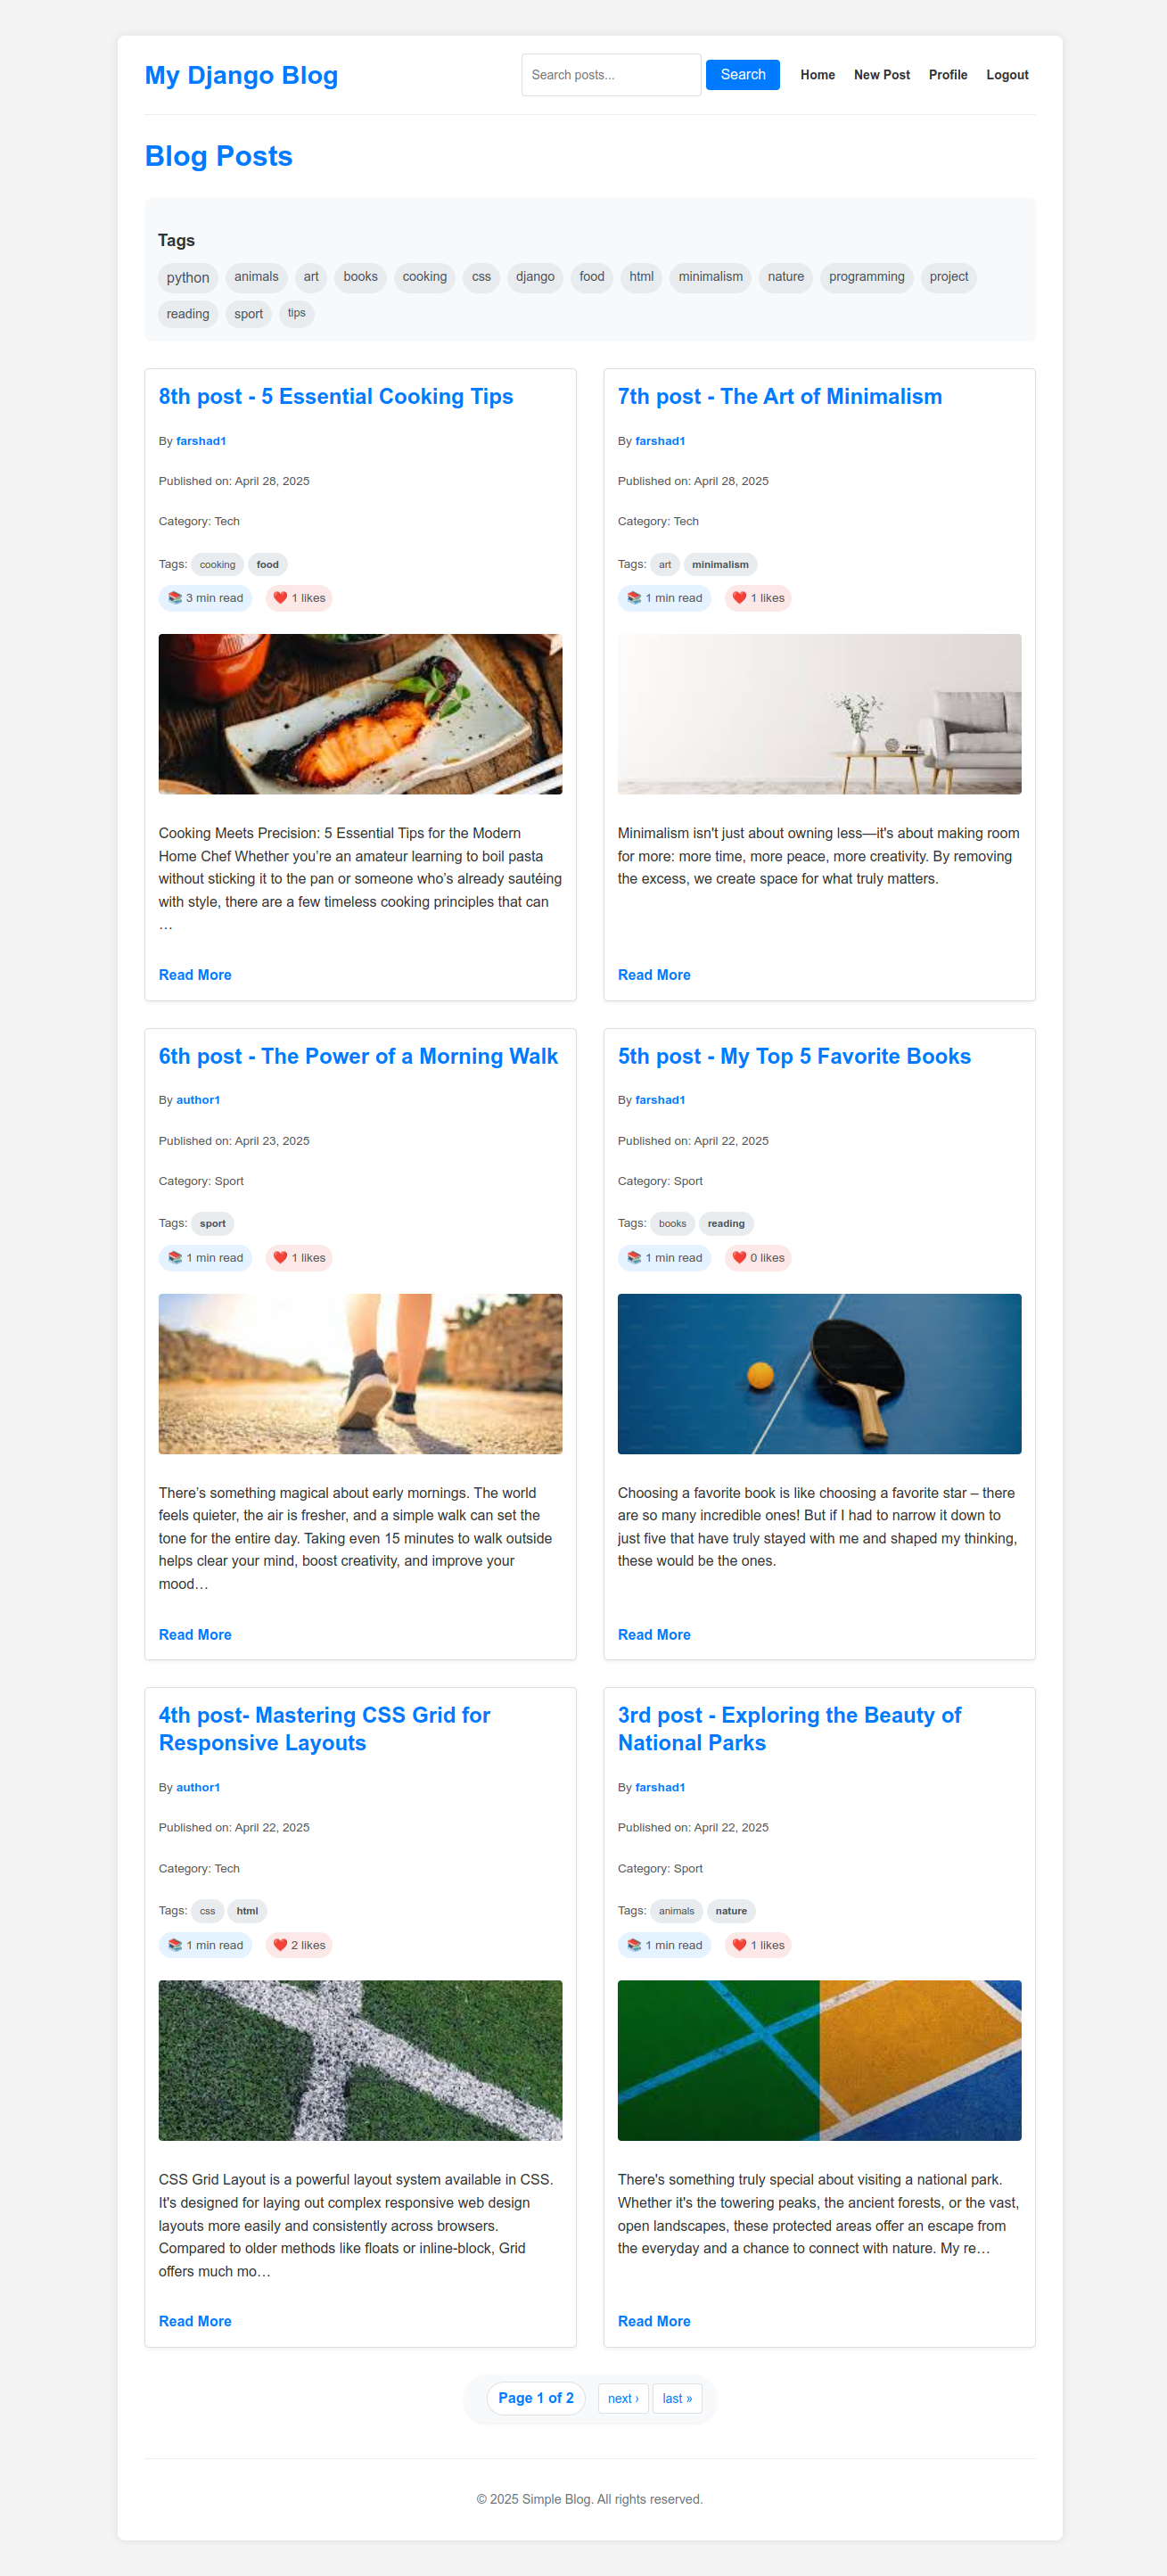 My Django Blog
Search posts... Search Home New Post Profile Logout
Blog Posts
Tags
python animals art books cooking css django food html minimalism nature programming project
reading sport tips
8th post - 5 Essential Cooking Tips
By farshad1
Published on: April 28, 2025
Category: Tech
Tags: cooking food
📚 3 min read ❤️ 1 likes
Cooking Meets Precision: 5 Essential Tips for the Modern
Home Chef Whether you’re an amateur learning to boil pasta
without sticking it to the pan or someone who’s already sautéing
with style, there are a few timeless cooking principles that can
…
Read More
7th post - The Art of Minimalism
By farshad1
Published on: April 28, 2025
Category: Tech
Tags: art minimalism
📚 1 min read ❤️ 1 likes
Minimalism isn't just about owning less—it's about making room
for more: more time, more peace, more creativity. By removing
the excess, we create space for what truly matters.
Read More
6th post - The Power of a Morning Walk
By author1
Published on: April 23, 2025
Category: Sport
Tags: sport
📚 1 min read ❤️ 1 likes
There’s something magical about early mornings. The world
feels quieter, the air is fresher, and a simple walk can set the
tone for the entire day. Taking even 15 minutes to walk outside
helps clear your mind, boost creativity, and improve your
mood…
Read More
5th post - My Top 5 Favorite Books
By farshad1
Published on: April 22, 2025
Category: Sport
Tags: books reading
📚 1 min read ❤️ 0 likes
Choosing a favorite book is like choosing a favorite star – there
are so many incredible ones! But if I had to narrow it down to
just five that have truly stayed with me and shaped my thinking,
these would be the ones.
Read More
4th post- Mastering CSS Grid for
Responsive Layouts
By author1
Published on: April 22, 2025
Category: Tech
Tags: css html
📚 1 min read ❤️ 2 likes
CSS Grid Layout is a powerful layout system available in CSS.
It's designed for laying out complex responsive web design
layouts more easily and consistently across browsers.
Compared to older methods like floats or inline-block, Grid
offers much mo…
Read More
3rd post - Exploring the Beauty of
National Parks
By farshad1
Published on: April 22, 2025
Category: Sport
Tags: animals nature
📚 1 min read ❤️ 1 likes
There's something truly special about visiting a national park.
Whether it's the towering peaks, the ancient forests, or the vast,
open landscapes, these protected areas offer an escape from
the everyday and a chance to connect with nature. My re…
Read More
Page 1 of 2 next › last »
© 2025 Simple Blog. All rights reserved.